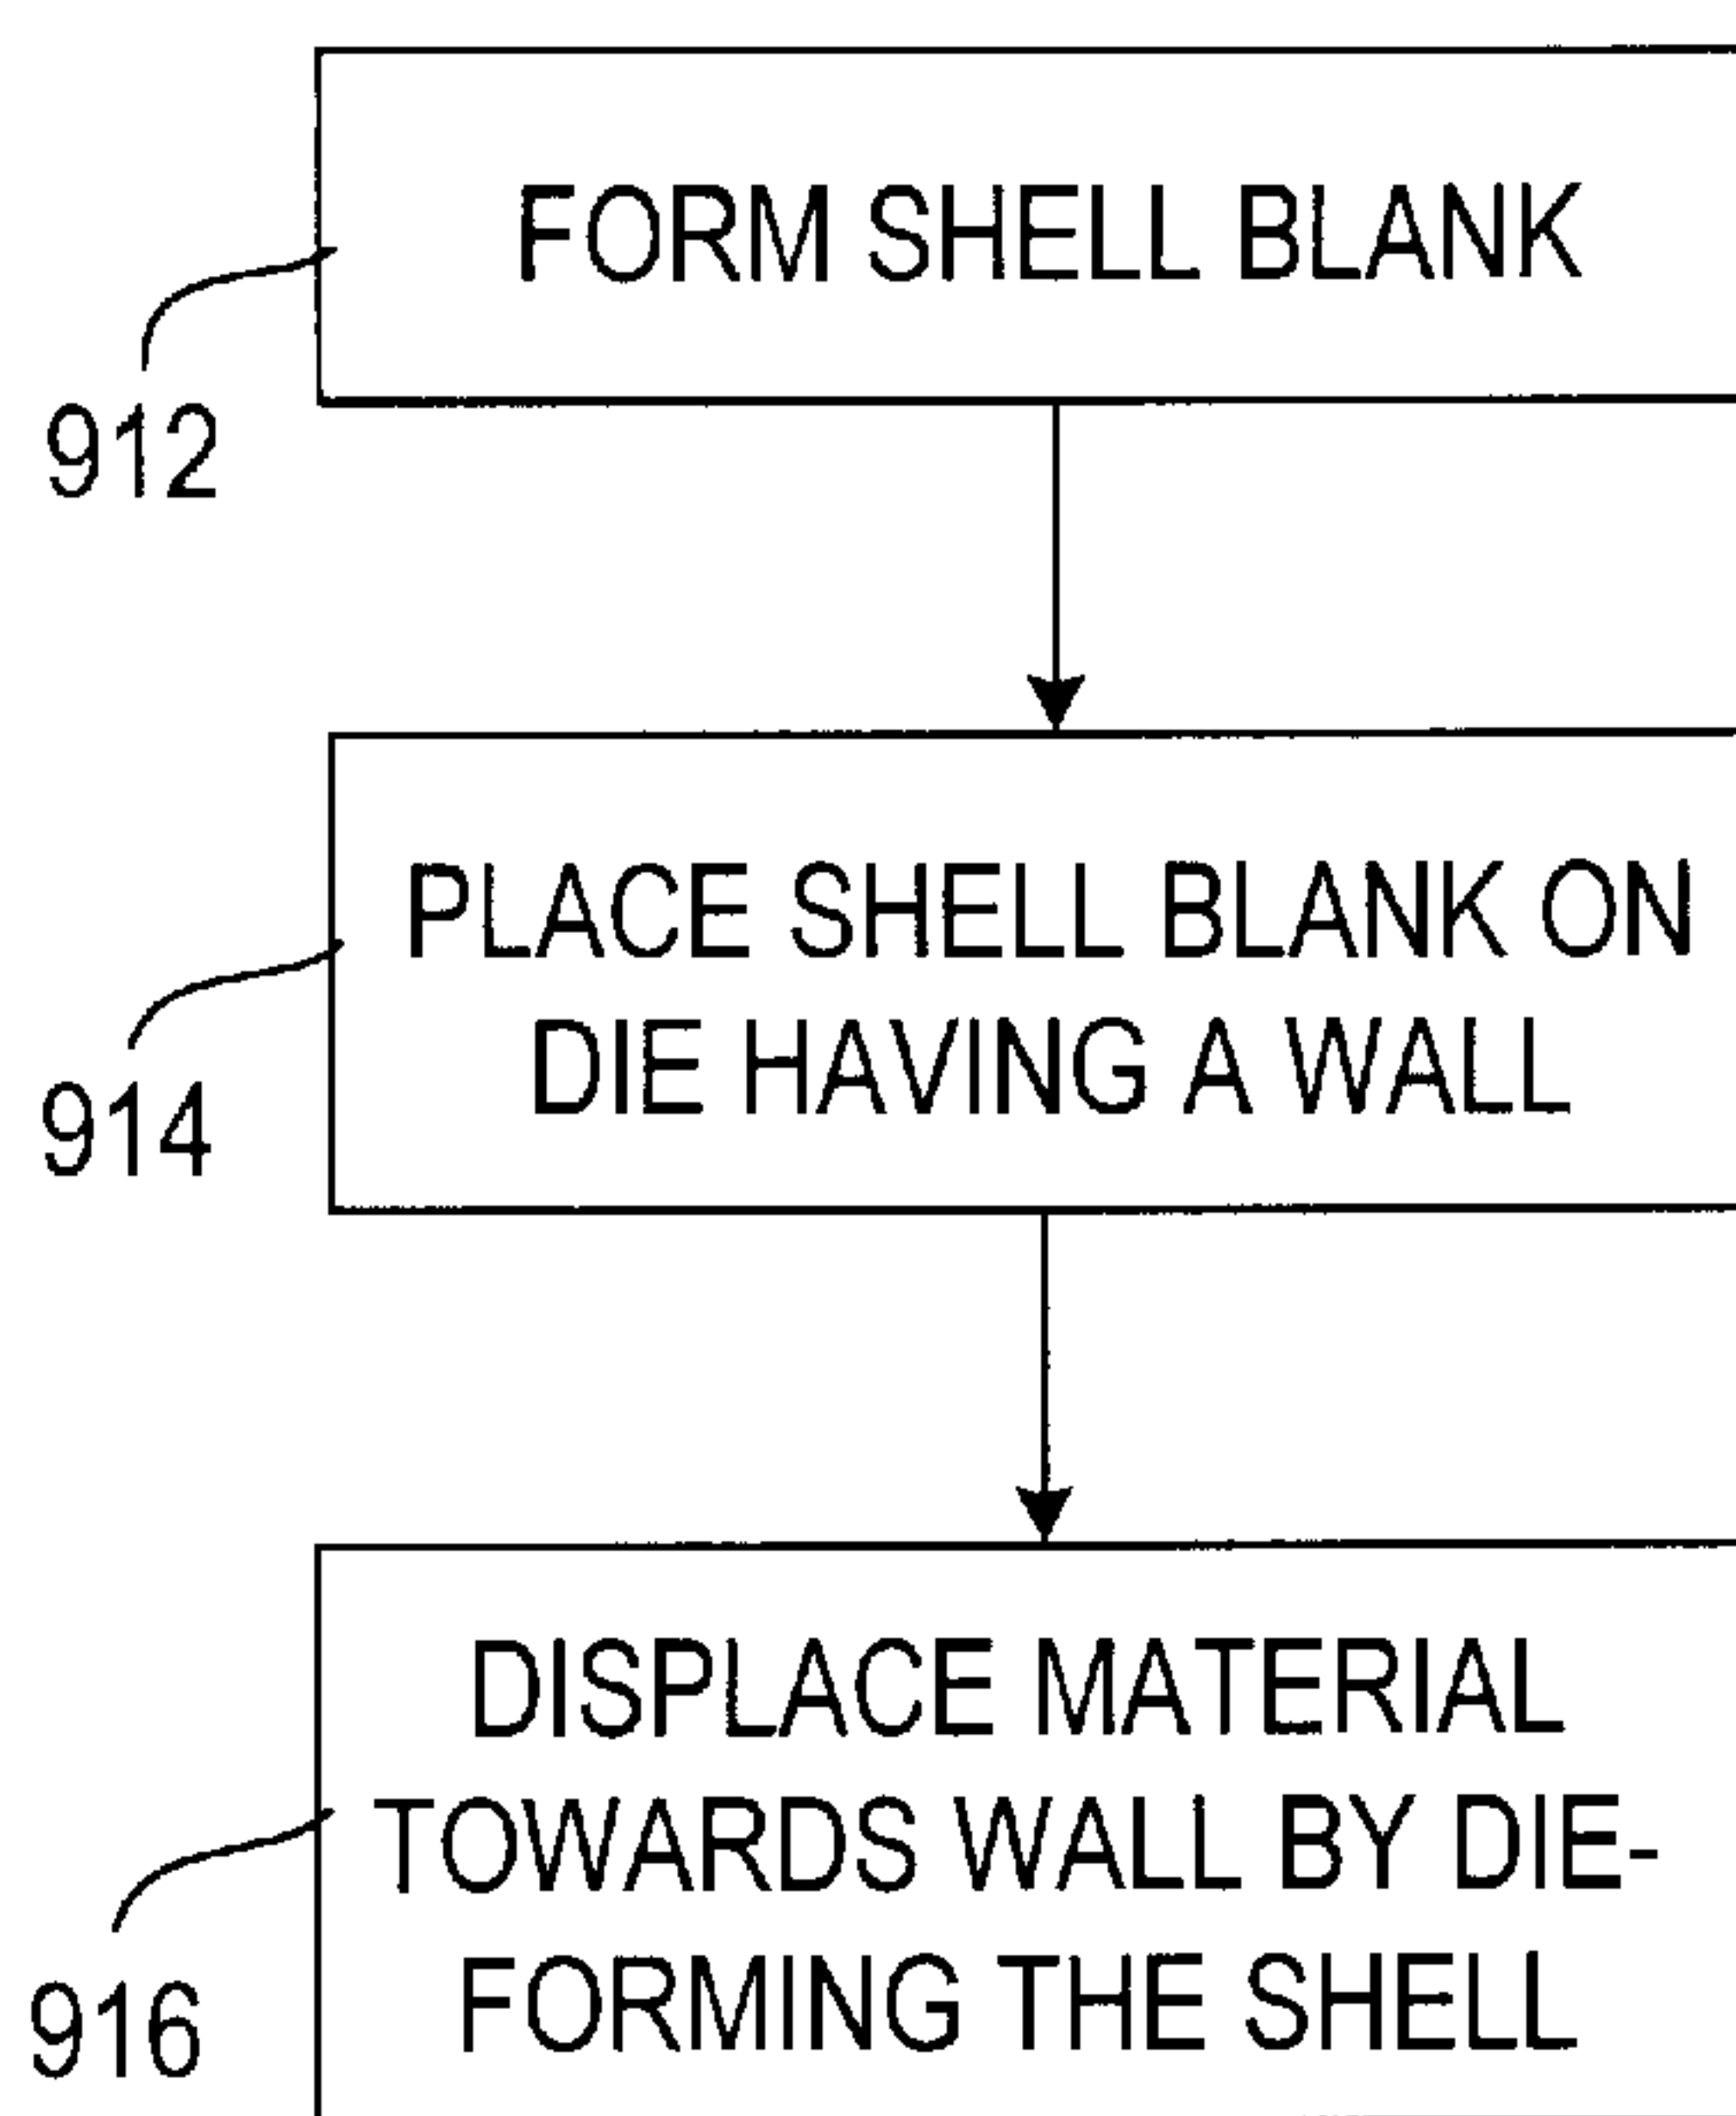 FORM SHELL BLANK
912
PLACE SHELL BLANK ON
DIE HAVING A WALL
914
DISPLACE MATERIAL
TOWARDS WALL BY DIE-
FORMING THE SHELL
916